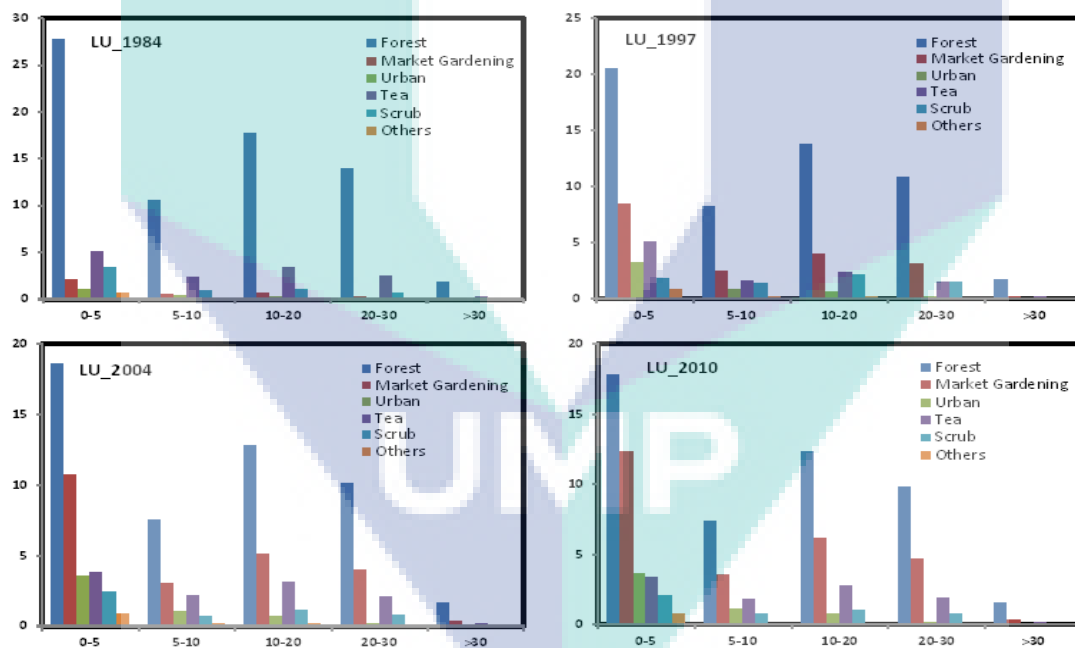 30
25
20
15
10
5
0
LU_1984
Forest
Market Gardening
Urban
Tea
Scrub
Others
0-5 5-10 10-20 20-30 >30
25
20
15
10
5
0
LU_1997
Forest
Market Gardening
Urban
Tea
Scrub
Others
0-5 5-10 10-20 20-30 >30
20
15
10
5
0
LU_2004
Forest
Market Gardening
Urban
Tea
Scrub
Others
0-5 5-10 10-20 20-30 >30
20
15
10
5
0
LU_2010
Forest
Market Gardening
Urban
Tea
Scrub
Others
0-5 5-10 10-20 20-30 >30
UMP